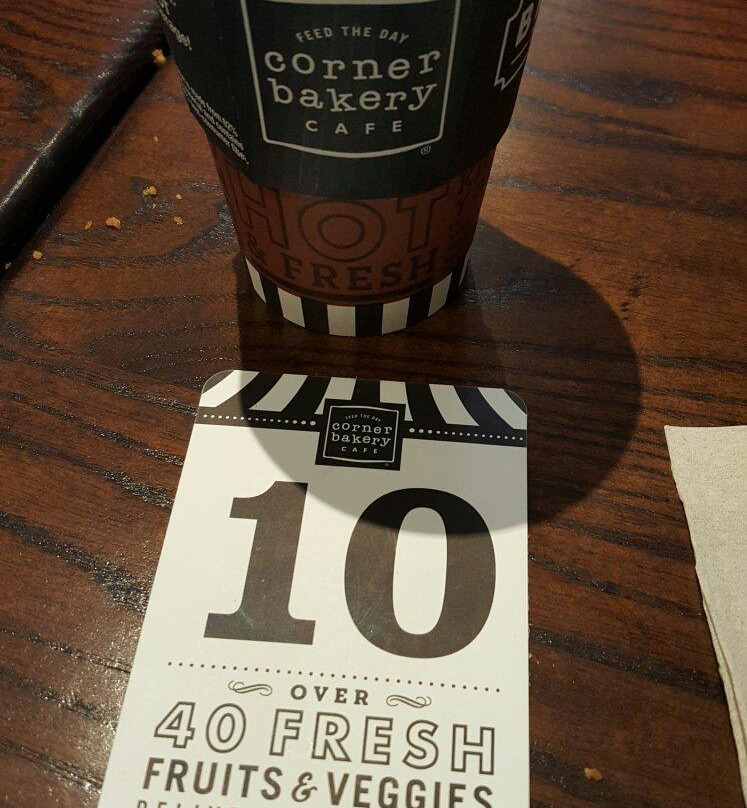 FEED THE DAY
corner
bakery
CAFE
®
HOT
& FRESH
FEED THE DAY
corner
bakery
CAFE
10
OVER
40 FRESH
FRUITS & VEGGIES